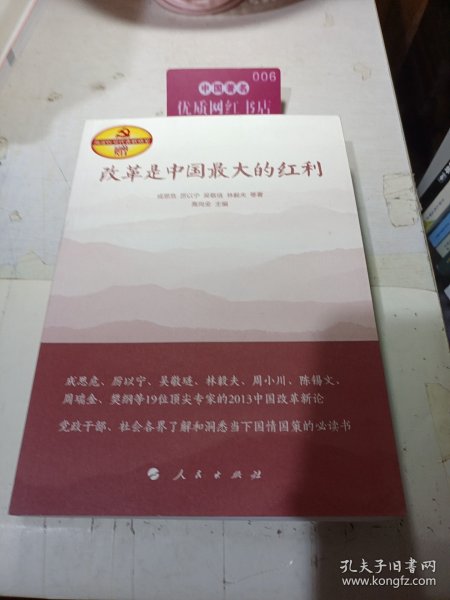 006
中国著名
优质网红书店
赠
改革是中国最大的红利
成思危 厉以宁 吴敬琏 林毅夫 等著
高尚全 主编
成思危、厉以宁、吴敬琏、林毅夫、周小川、陈锡文、
周瑞金、樊纲等19位顶尖专家的2013中国改革新论
党政干部、社会各界了解和洞悉当下国情国策的必读书
人民出版社
孔夫子旧书网
www.kongfz.com